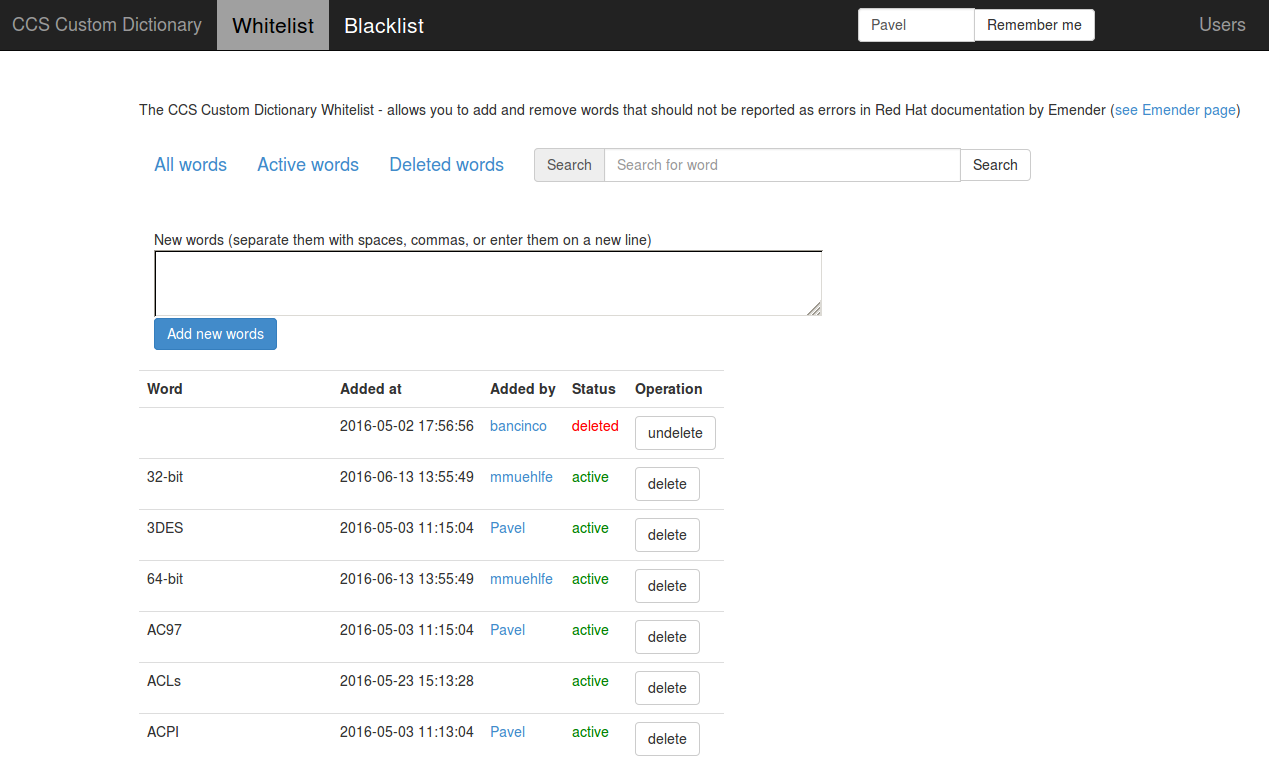 CCS Custom Dictionary Whitelist Blacklist Pavel Remember me Users
The CCS Custom Dictionary Whitelist - allows you to add and remove words that should not be reported as errors in Red Hat documentation by Emender (see Emender page)
All words Active words Deleted words Search Search for word Search
New words (separate them with spaces, commas, or enter them on a new line)
Add new words
Word Added at Added by Status Operation
2016-05-02 17:56:56 bancinco deleted undelete
32-bit 2016-06-13 13:55:49 mmuehlfe active delete
3DES 2016-05-03 11:15:04 Pavel active delete
64-bit 2016-06-13 13:55:49 mmuehlfe active delete
AC97 2016-05-03 11:15:04 Pavel active delete
ACLs 2016-05-23 15:13:28 active delete
ACPI 2016-05-03 11:13:04 Pavel active delete